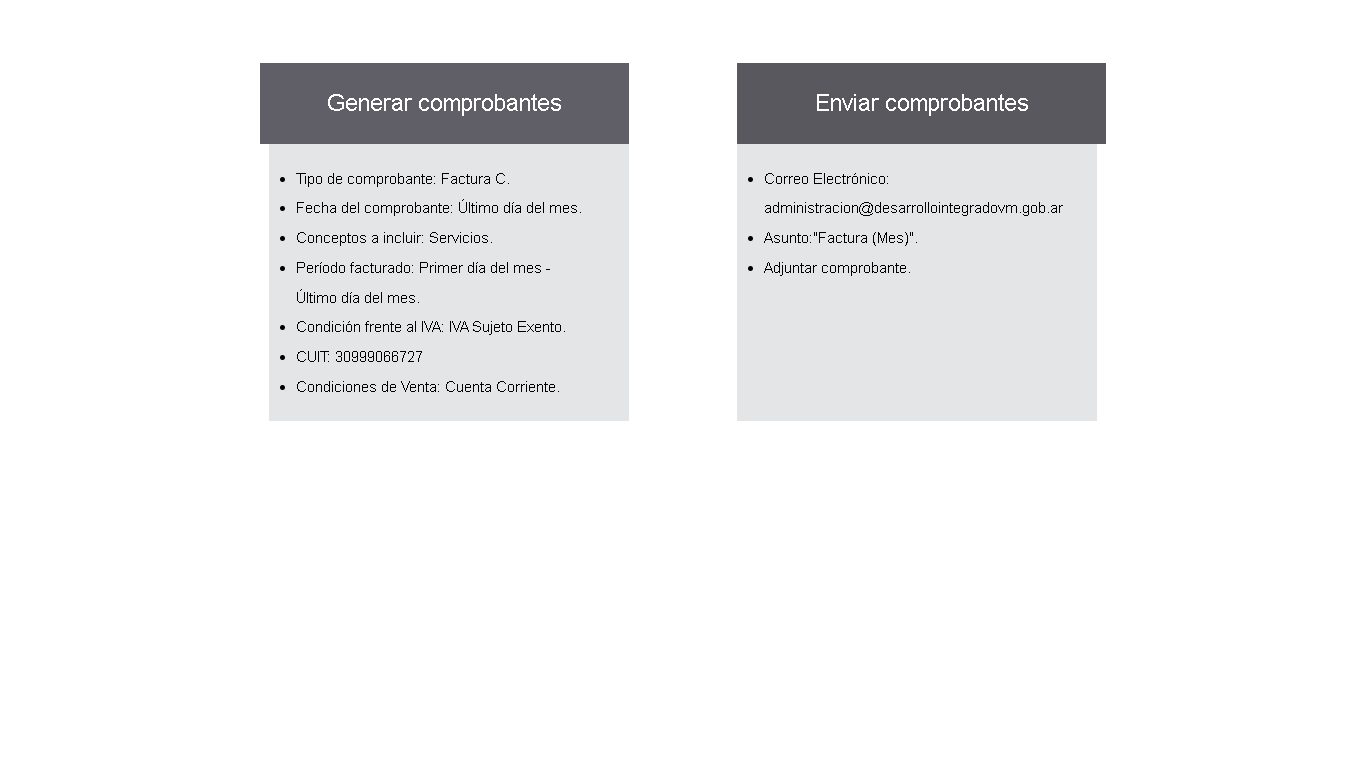 Generar comprobantes
Tipo de comprobante: Factura C.
Fecha del comprobante: Último día del mes.
Conceptos a incluir: Servicios.
Período facturado: Primer día del mes -
Último día del mes.
Condición frente al IVA: IVA Sujeto Exento.
CUIT: 30999066727
Condiciones de Venta: Cuenta Corriente.
Enviar comprobantes
Correo Electrónico:
administracion@desarrollointegradovm.gob.ar
Asunto:"Factura (Mes)".
Adjuntar comprobante.